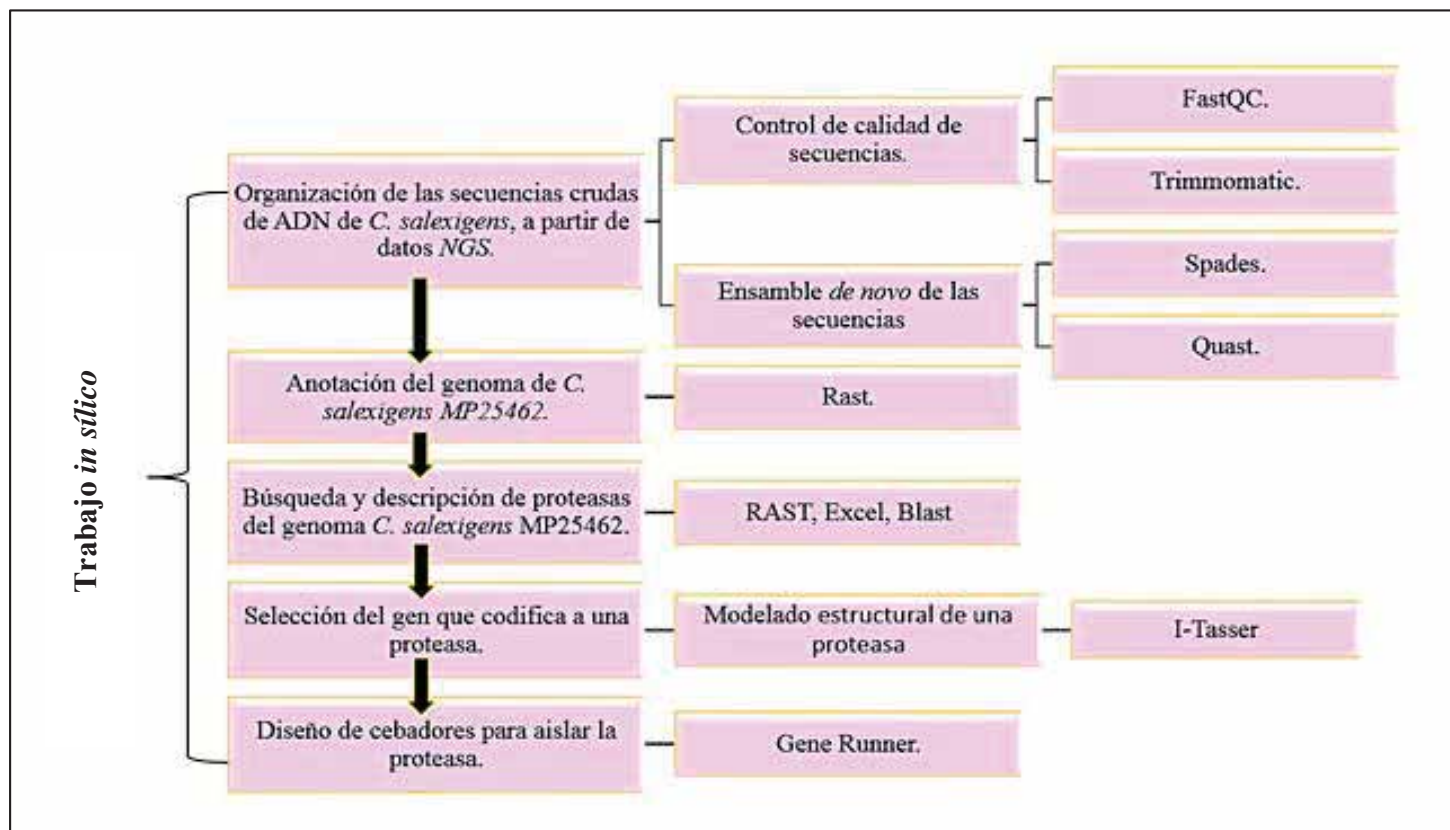 Trabajo in sílico
Organización de las secuencias crudas
de ADN de C. salexigens, a partir de
datos NGS.
Control de calidad de
secuencias.
FastQC.
Trimmomatic.
Ensamble de novo de las
secuencias
Spades.
Quast.
Anotación del genoma de C.
salexigens MP25462.
Rast.
Búsqueda y descripción de proteasas
del genoma C. salexigens MP25462.
RAST, Excel, Blast
Selección del gen que codifica a una
proteasa.
Modelado estructural de una
proteasa
I-Tasser
Diseño de cebadores para aislar la
proteasa.
Gene Runner.